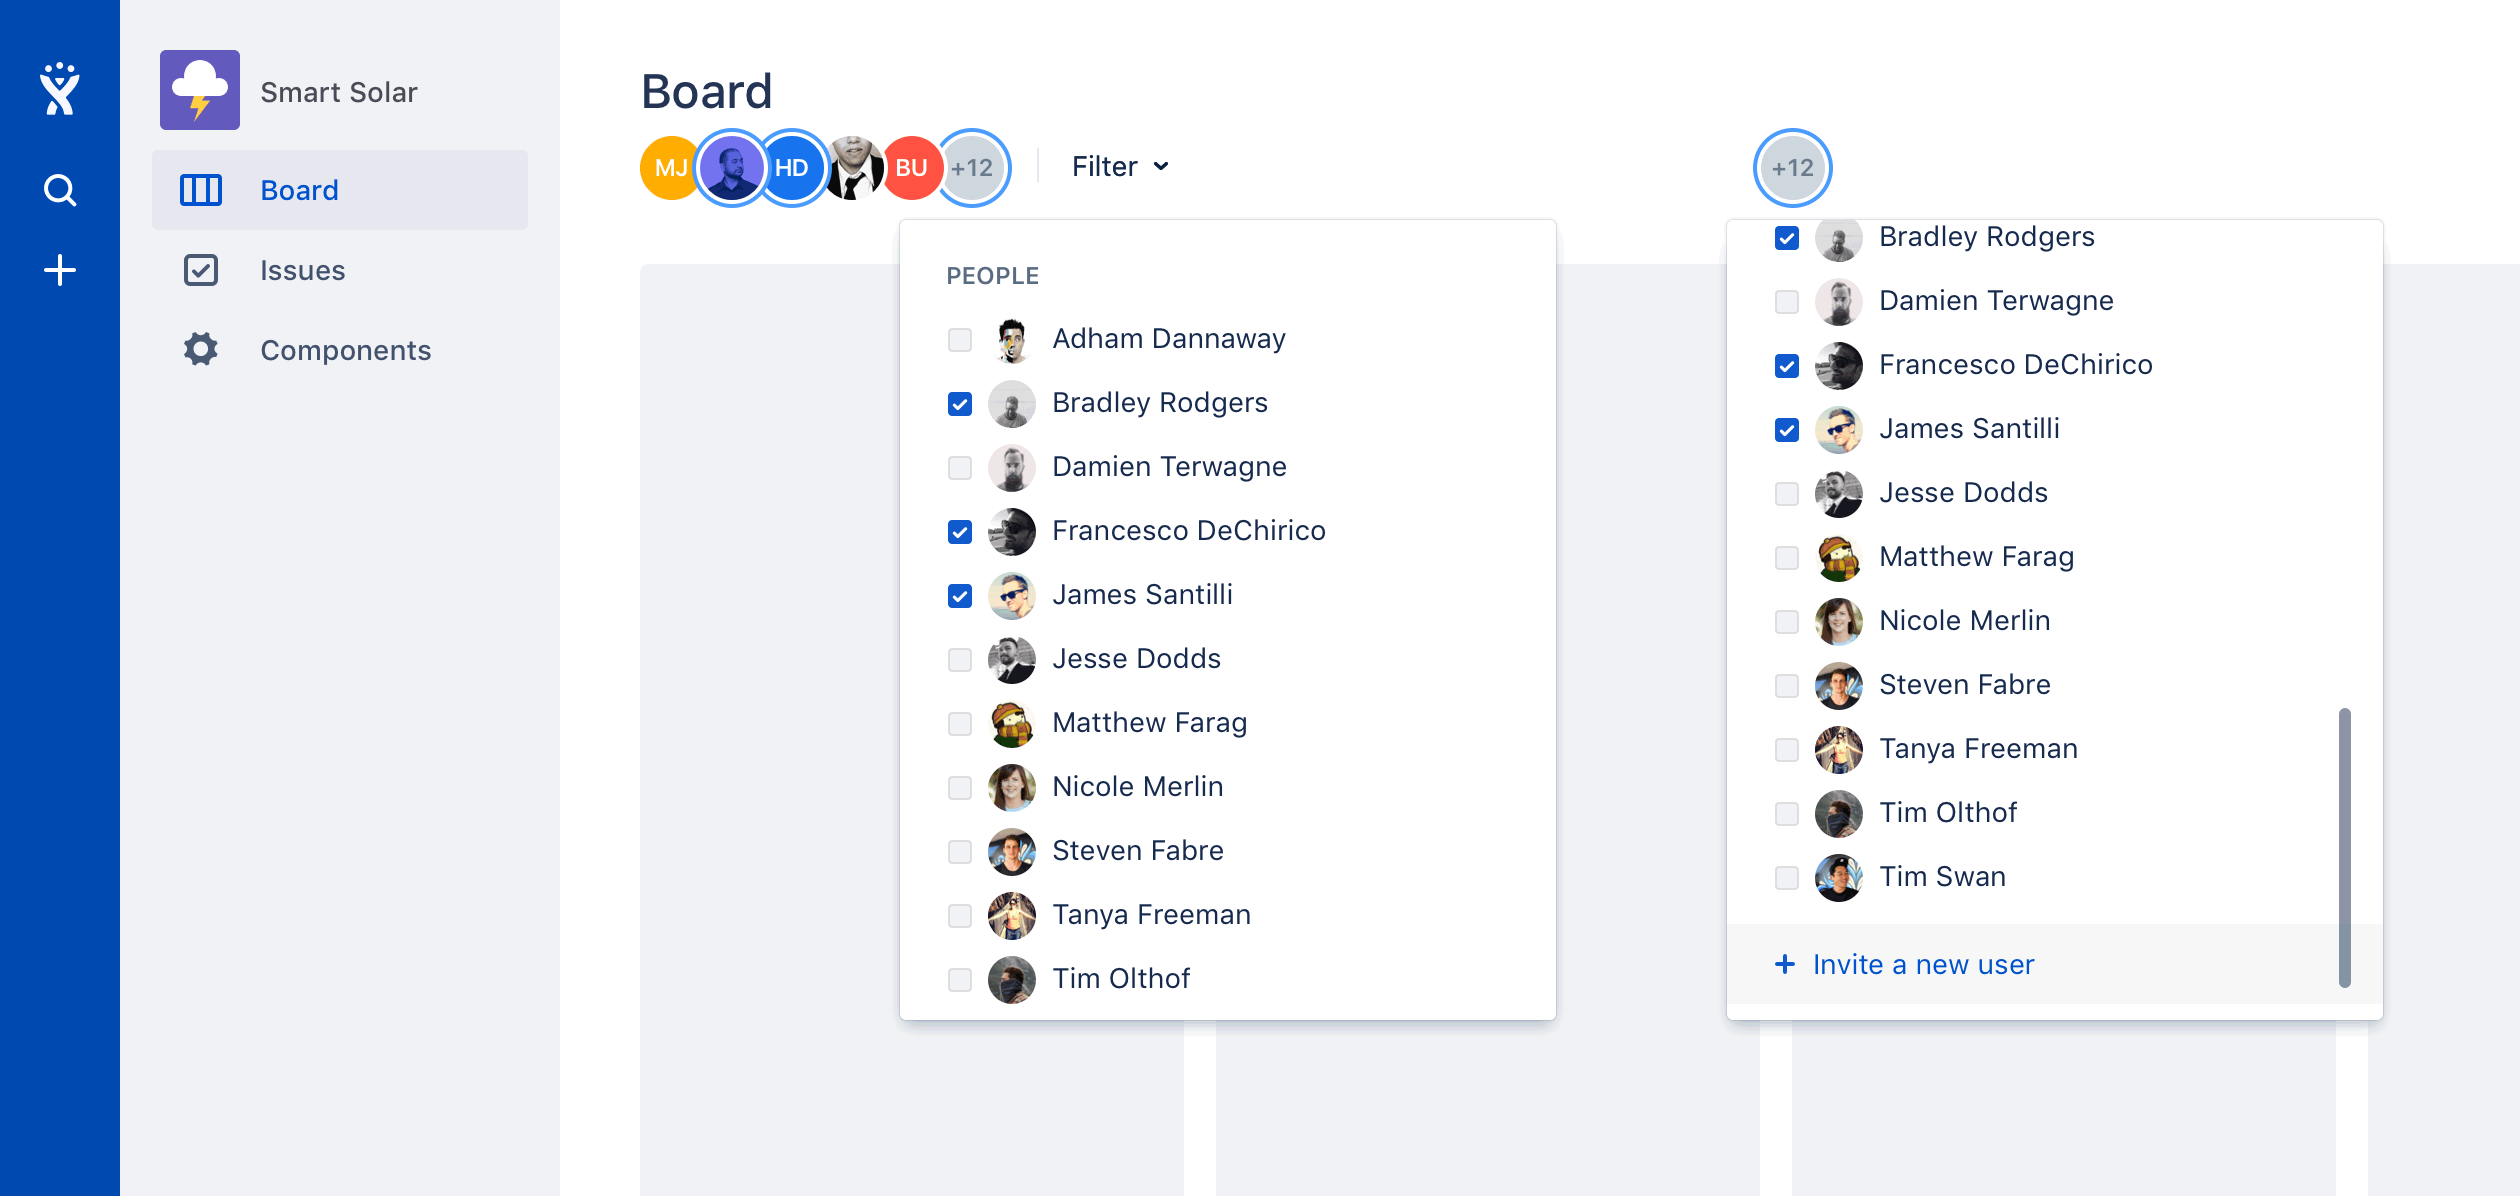 Smart Solar
Board
Issues
Components
Board
MJ HD BU +12 Filter
PEOPLE
Adham Dannaway
Bradley Rodgers
Damien Terwagne
Francesco DeChirico
James Santilli
Jesse Dodds
Matthew Farag
Nicole Merlin
Steven Fabre
Tanya Freeman
Tim Olthof
+12
Bradley Rodgers
Damien Terwagne
Francesco DeChirico
James Santilli
Jesse Dodds
Matthew Farag
Nicole Merlin
Steven Fabre
Tanya Freeman
Tim Olthof
Tim Swan
+ Invite a new user